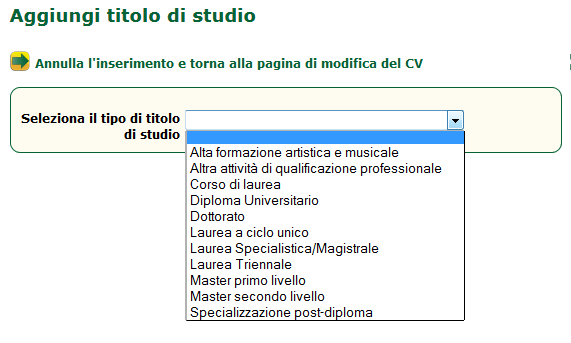 Aggiungi titolo di studio
Annulla l'inserimento e torna alla pagina di modifica del CV
Seleziona il tipo di titolo
di studio
Alta formazione artistica e musicale
Altra attività di qualificazione professionale
Corso di laurea
Diploma Universitario
Dottorato
Laurea a ciclo unico
Laurea Specialistica/Magistrale
Laurea Triennale
Master primo livello
Master secondo livello
Specializzazione post-diploma